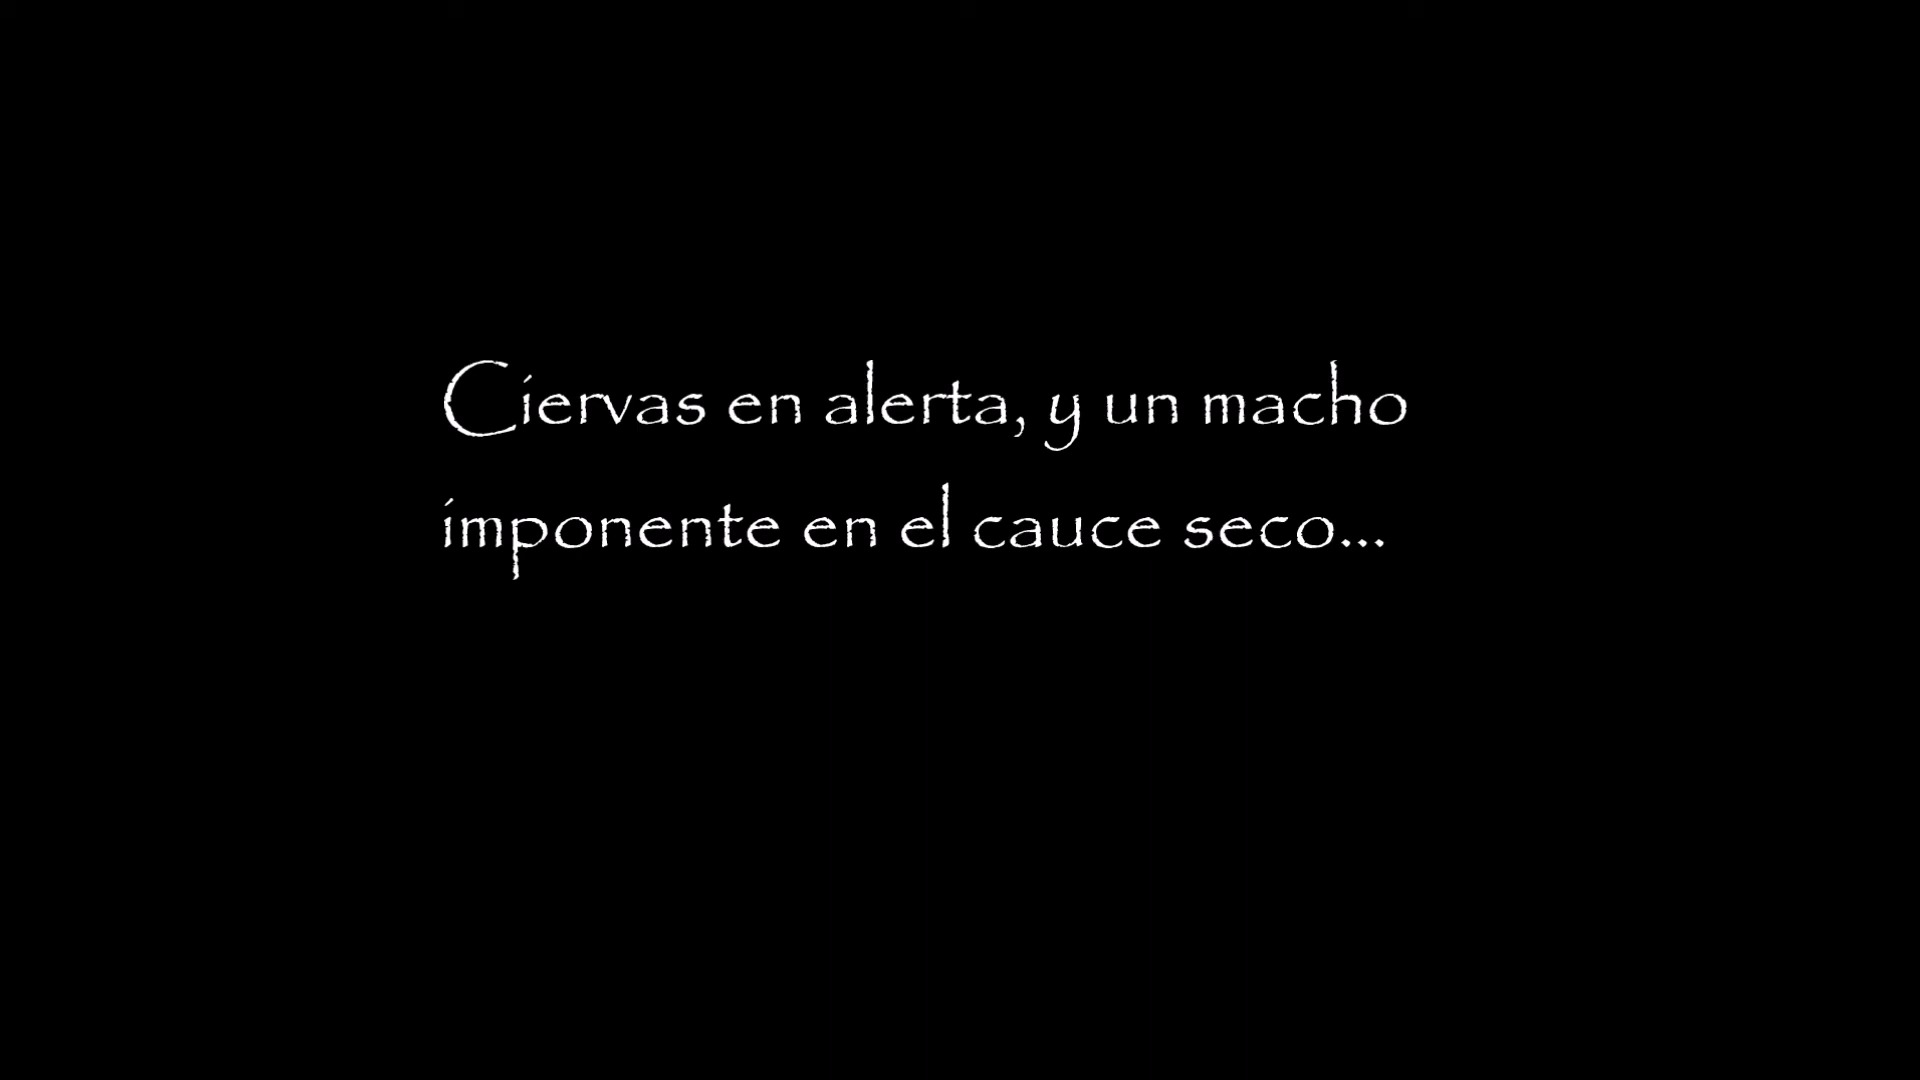 Ciervas en alerta, y un macho
imponente en el cauce seco...